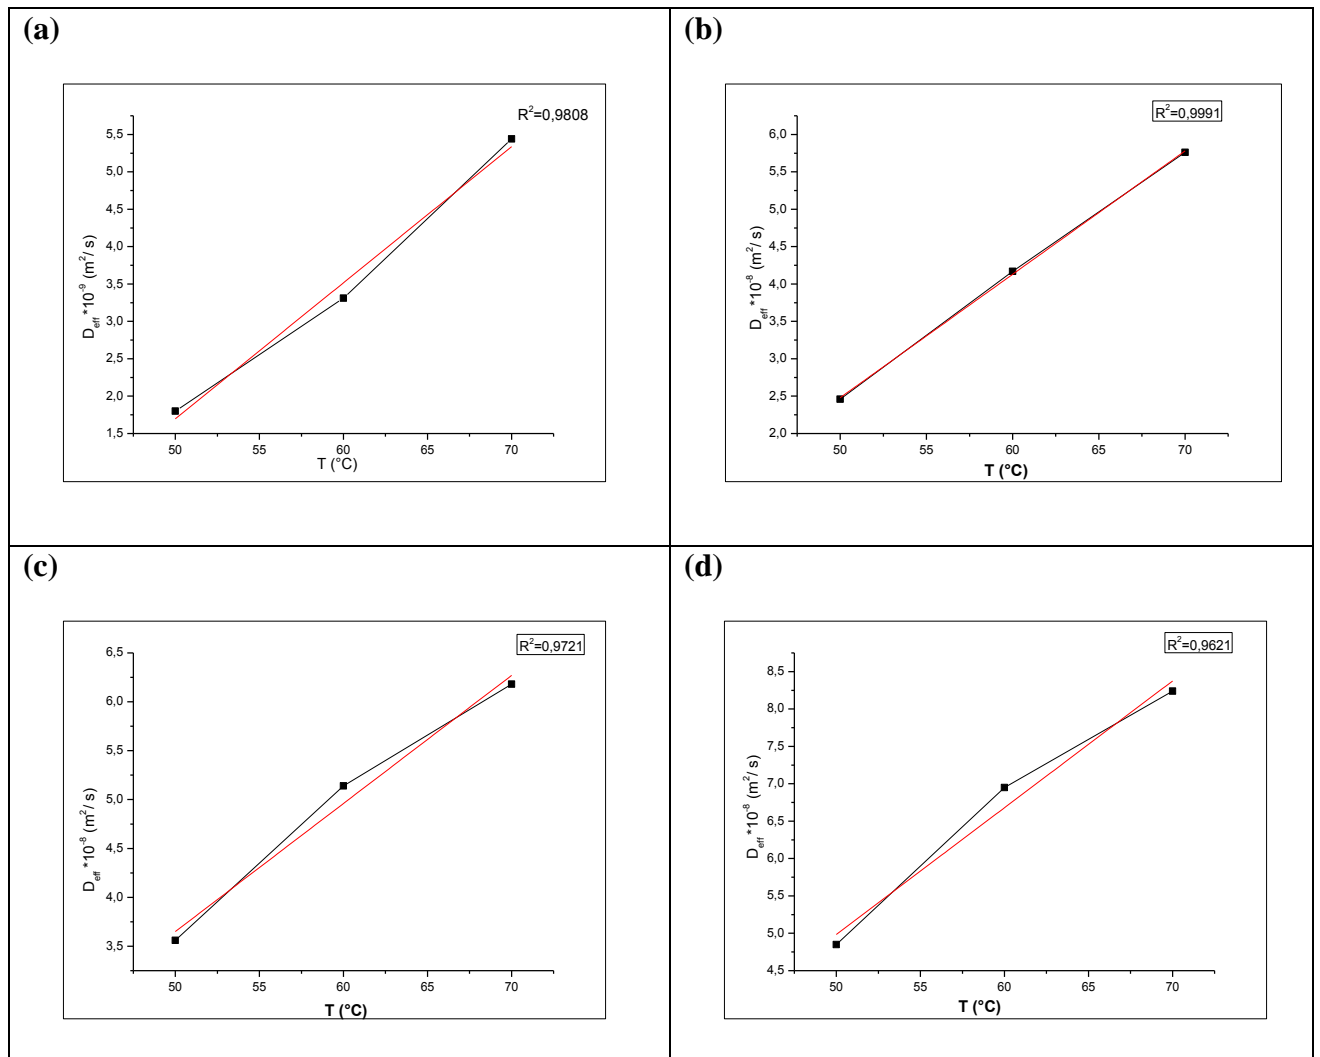 (a)
R²=0,9808
5,5
5,0
4,5
4,0
3,5
3,0
2,5
2,0
1,5
D_eff *10⁻⁹ (m²/ s)
50 55 60 65 70
T (°C)
(b)
R²=0,9991
6,0
5,5
5,0
4,5
4,0
3,5
3,0
2,5
2,0
D_eff *10⁻⁸ (m²/ s)
50 55 60 65 70
T (°C)
(c)
R²=0,9721
6,5
6,0
5,5
5,0
4,5
4,0
3,5
D_eff *10⁻⁸ (m²/ s)
50 55 60 65 70
T (°C)
(d)
R²=0,9621
8,5
8,0
7,5
7,0
6,5
6,0
5,5
5,0
4,5
D_eff *10⁻⁸ (m²/ s)
50 55 60 65 70
T (°C)